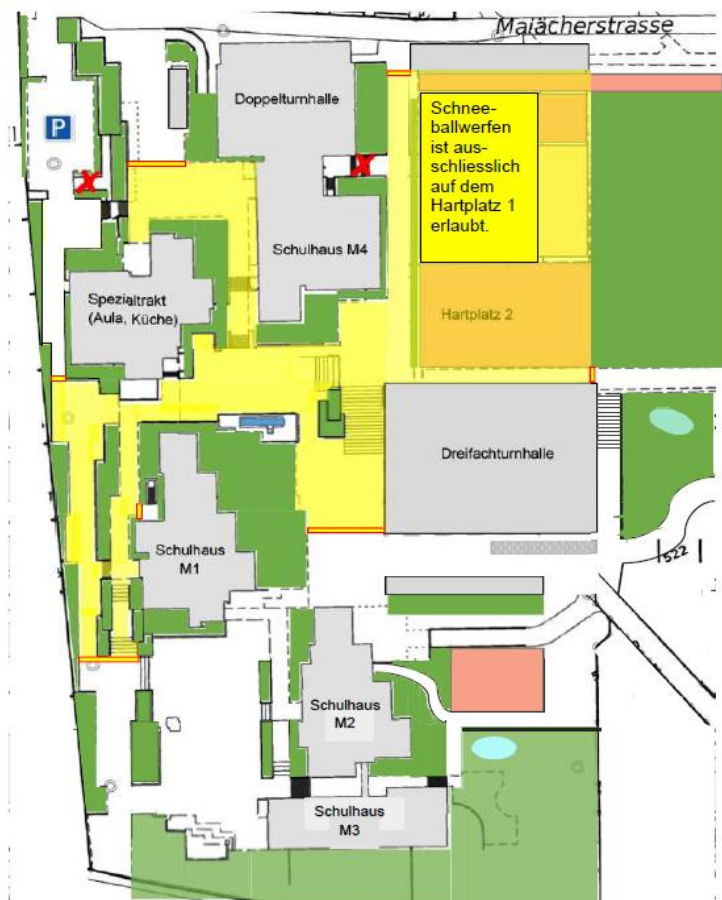 Maiächerstrasse
Doppelturnhalle
P
Schnee-
ballwerfen
ist aus-
schliesslich
auf dem
Hartplatz 1
erlaubt.
Schulhaus M4
Spezialtrakt
(Aula, Küche)
Hartplatz 2
Dreifachturnhalle
Schulhaus
M1
522
Schulhaus
M2
Schulhaus
M3